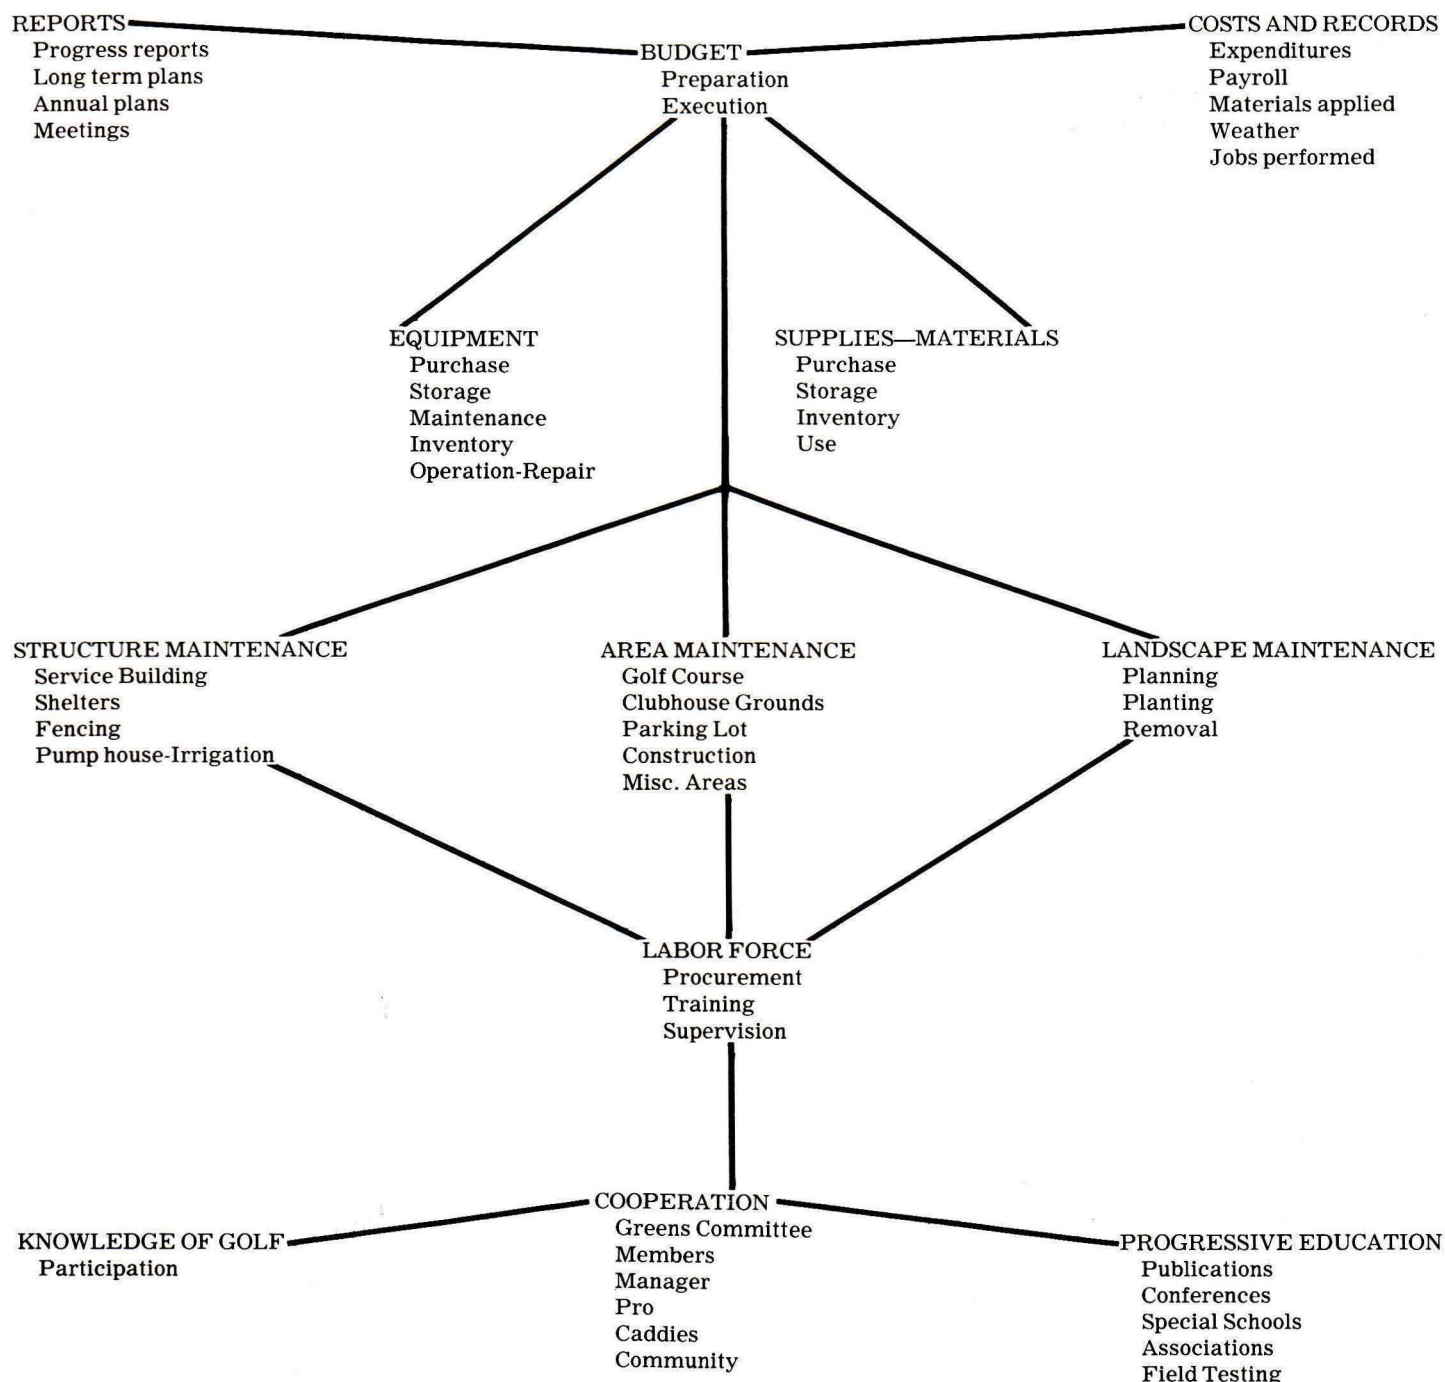 REPORTS
Progress reports
Long term plans
Annual plans
Meetings
BUDGET
Preparation
Execution
COSTS AND RECORDS
Expenditures
Payroll
Materials applied
Weather
Jobs performed
EQUIPMENT
Purchase
Storage
Maintenance
Inventory
Operation-Repair
SUPPLIES—MATERIALS
Purchase
Storage
Inventory
Use
STRUCTURE MAINTENANCE
Service Building
Shelters
Fencing
Pump house-Irrigation
AREA MAINTENANCE
Golf Course
Clubhouse Grounds
Parking Lot
Construction
Misc. Areas
LANDSCAPE MAINTENANCE
Planning
Planting
Removal
LABOR FORCE
Procurement
Training
Supervision
KNOWLEDGE OF GOLF
Participation
COOPERATION
Greens Committee
Members
Manager
Pro
Caddies
Community
PROGRESSIVE EDUCATION
Publications
Conferences
Special Schools
Associations
Field Testing